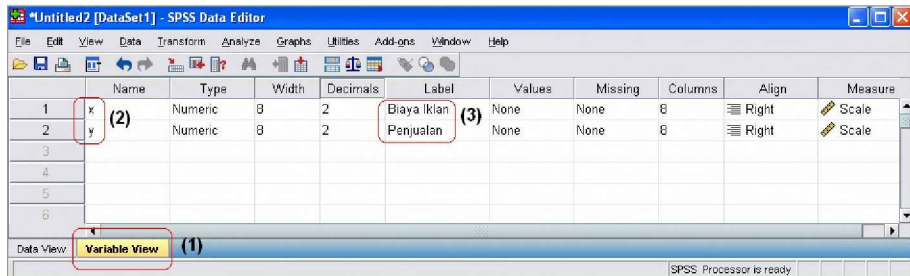 *Untitled2 [DataSet1] - SPSS Data Editor
File Edit View Data Transform Analyze Graphs Utilities Add-ons Window Help
Name Type Width Decimals Label Values Missing Columns Align Measure
1 x Numeric 8 2 Biaya Iklan None None 8 Right Scale
(2) (3)
2 y Numeric 8 2 Penjualan None None 8 Right Scale
3
4
5
6
Data View Variable View (1)
SPSS Processor is ready